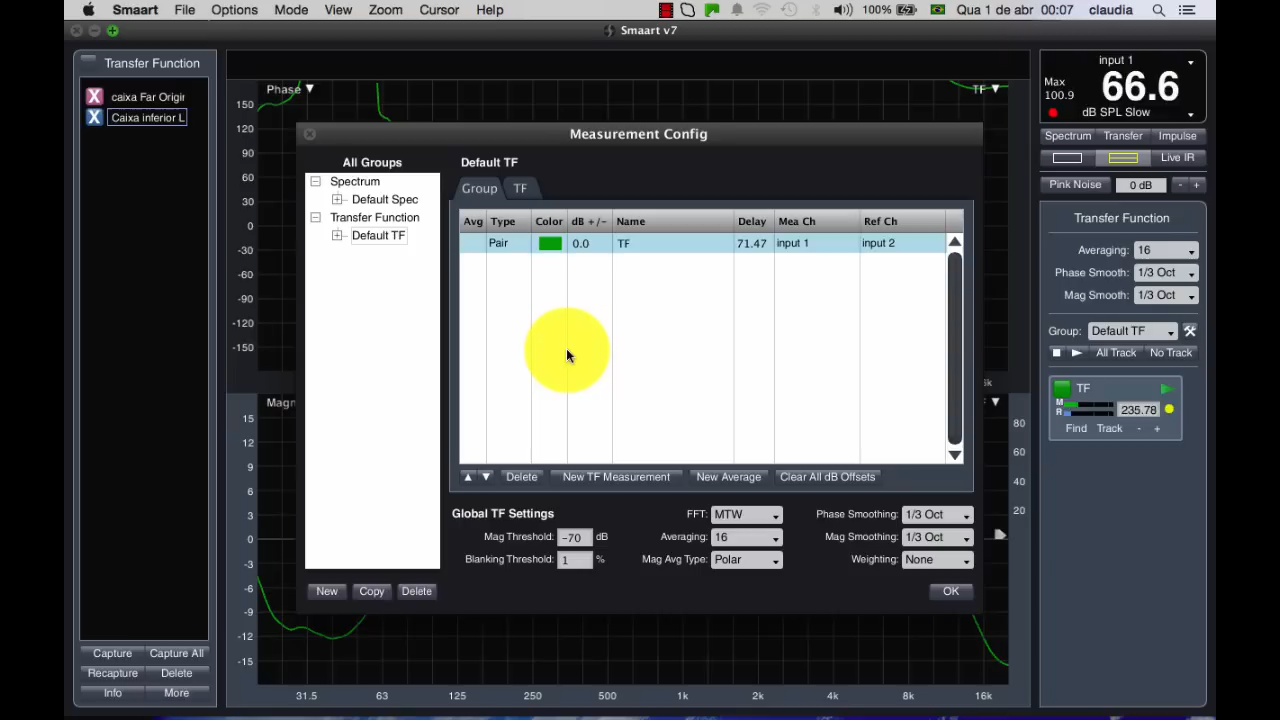 Smaart File Options Mode View Zoom Cursor Help 100% Qua 1 de abr 00:07 claudia
Smaart v7
Transfer Function
X caixa Far Origir
X Caixa inferior L
Capture Capture All
Recapture Delete
Info More
Phase TF
150
120
90
60
30
0
-30
-60
-90
-120
-150
Magn
15
12
9
6
3
0
-3
-6
-9
-12
-15
80
60
40
20
31.5 63 125 250 500 1k 2k 4k 8k 16k
Measurement Config
All Groups
Spectrum
Default Spec
Transfer Function
Default TF
New Copy Delete
Default TF
Group TF
Avg Type Color dB +/- Name Delay Mea Ch Ref Ch
Pair 0.0 TF 71.47 input 1 input 2
Delete New TF Measurement New Average Clear All dB Offsets
Global TF Settings
FFT: MTW Phase Smoothing: 1/3 Oct
Mag Threshold: -70 dB Averaging: 16 Mag Smoothing: 1/3 Oct
Blanking Threshold: 1 % Mag Avg Type: Polar Weighting: None
OK
input 1
Max
100.9
66.6
dB SPL Slow
Spectrum Transfer Impulse
Live IR
Pink Noise 0 dB - +
Transfer Function
Averaging: 16
Phase Smooth: 1/3 Oct
Mag Smooth: 1/3 Oct
Group: Default TF
All Track No Track
TF
M
R
235.78
Find Track - +